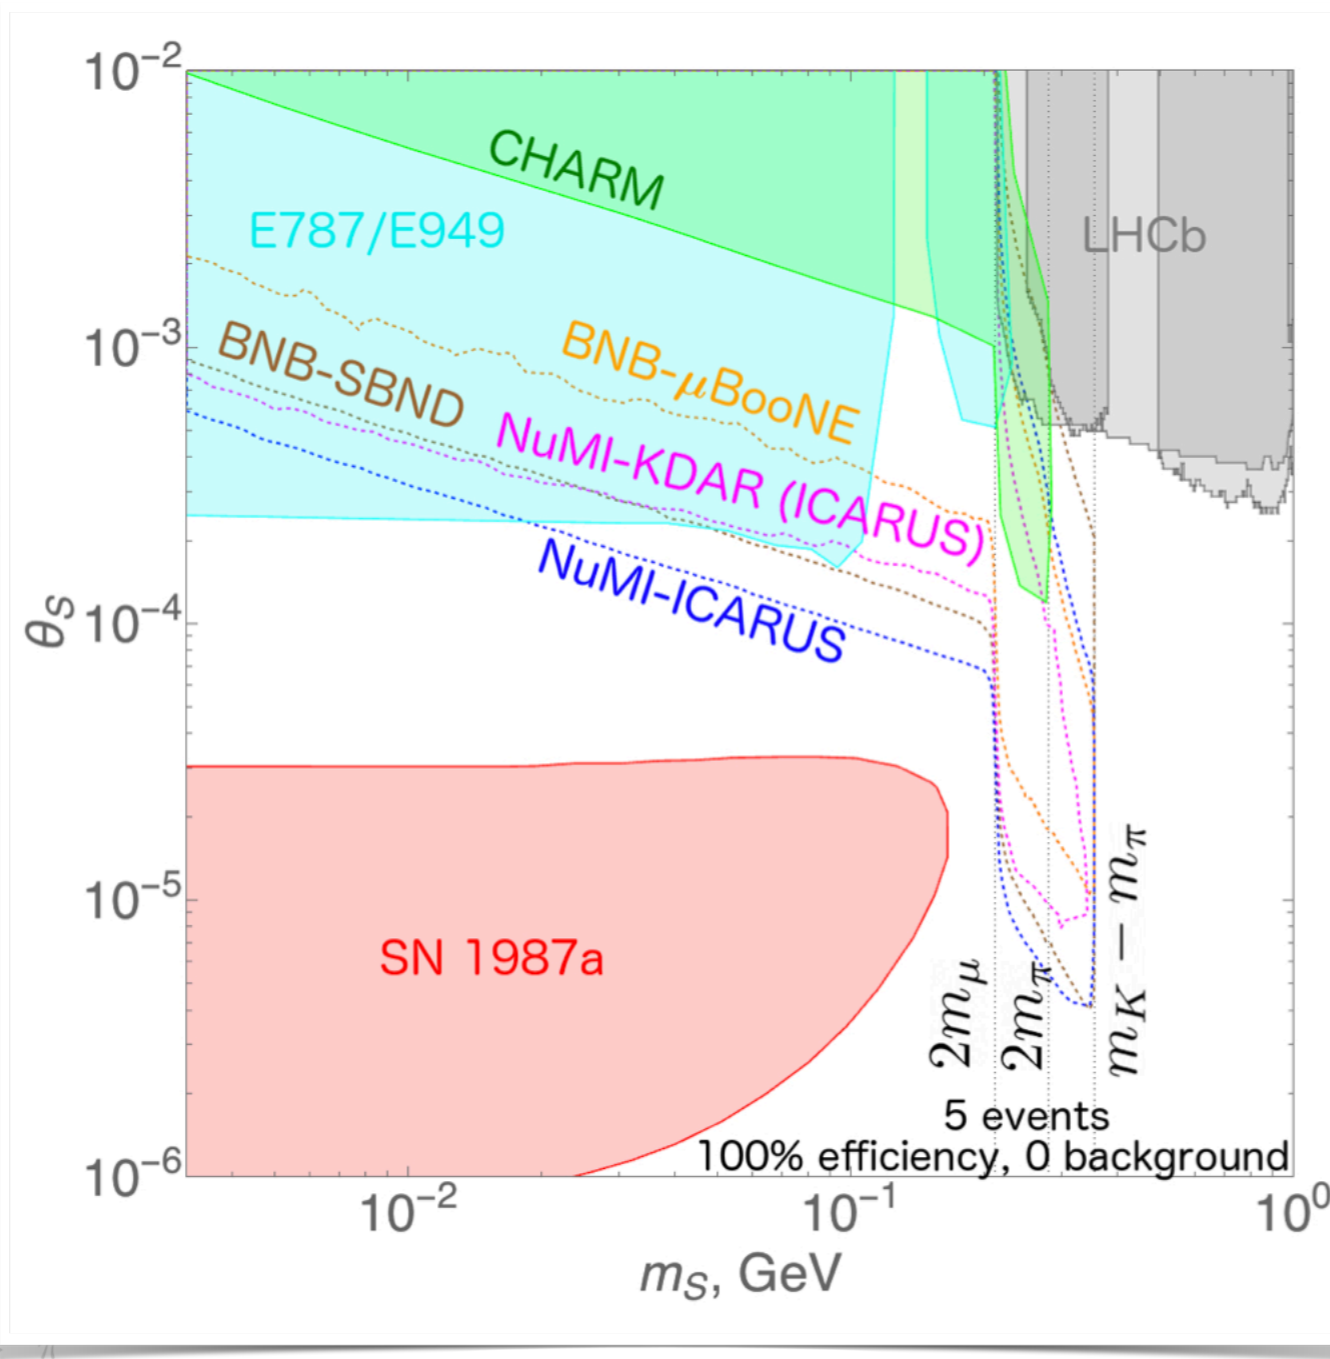 10⁻²
10⁻³
10⁻⁴
10⁻⁵
10⁻⁶
θ_S
CHARM
E787/E949
LHCb
BNB-SBND
BNB-μBooNE
NuMI-KDAR (ICARUS)
NuMI-ICARUS
SN 1987a
2m_μ
2m_π
m_K − m_π
5 events
100% efficiency, 0 background
10⁻²
10⁻¹
10⁰
m_S, GeV